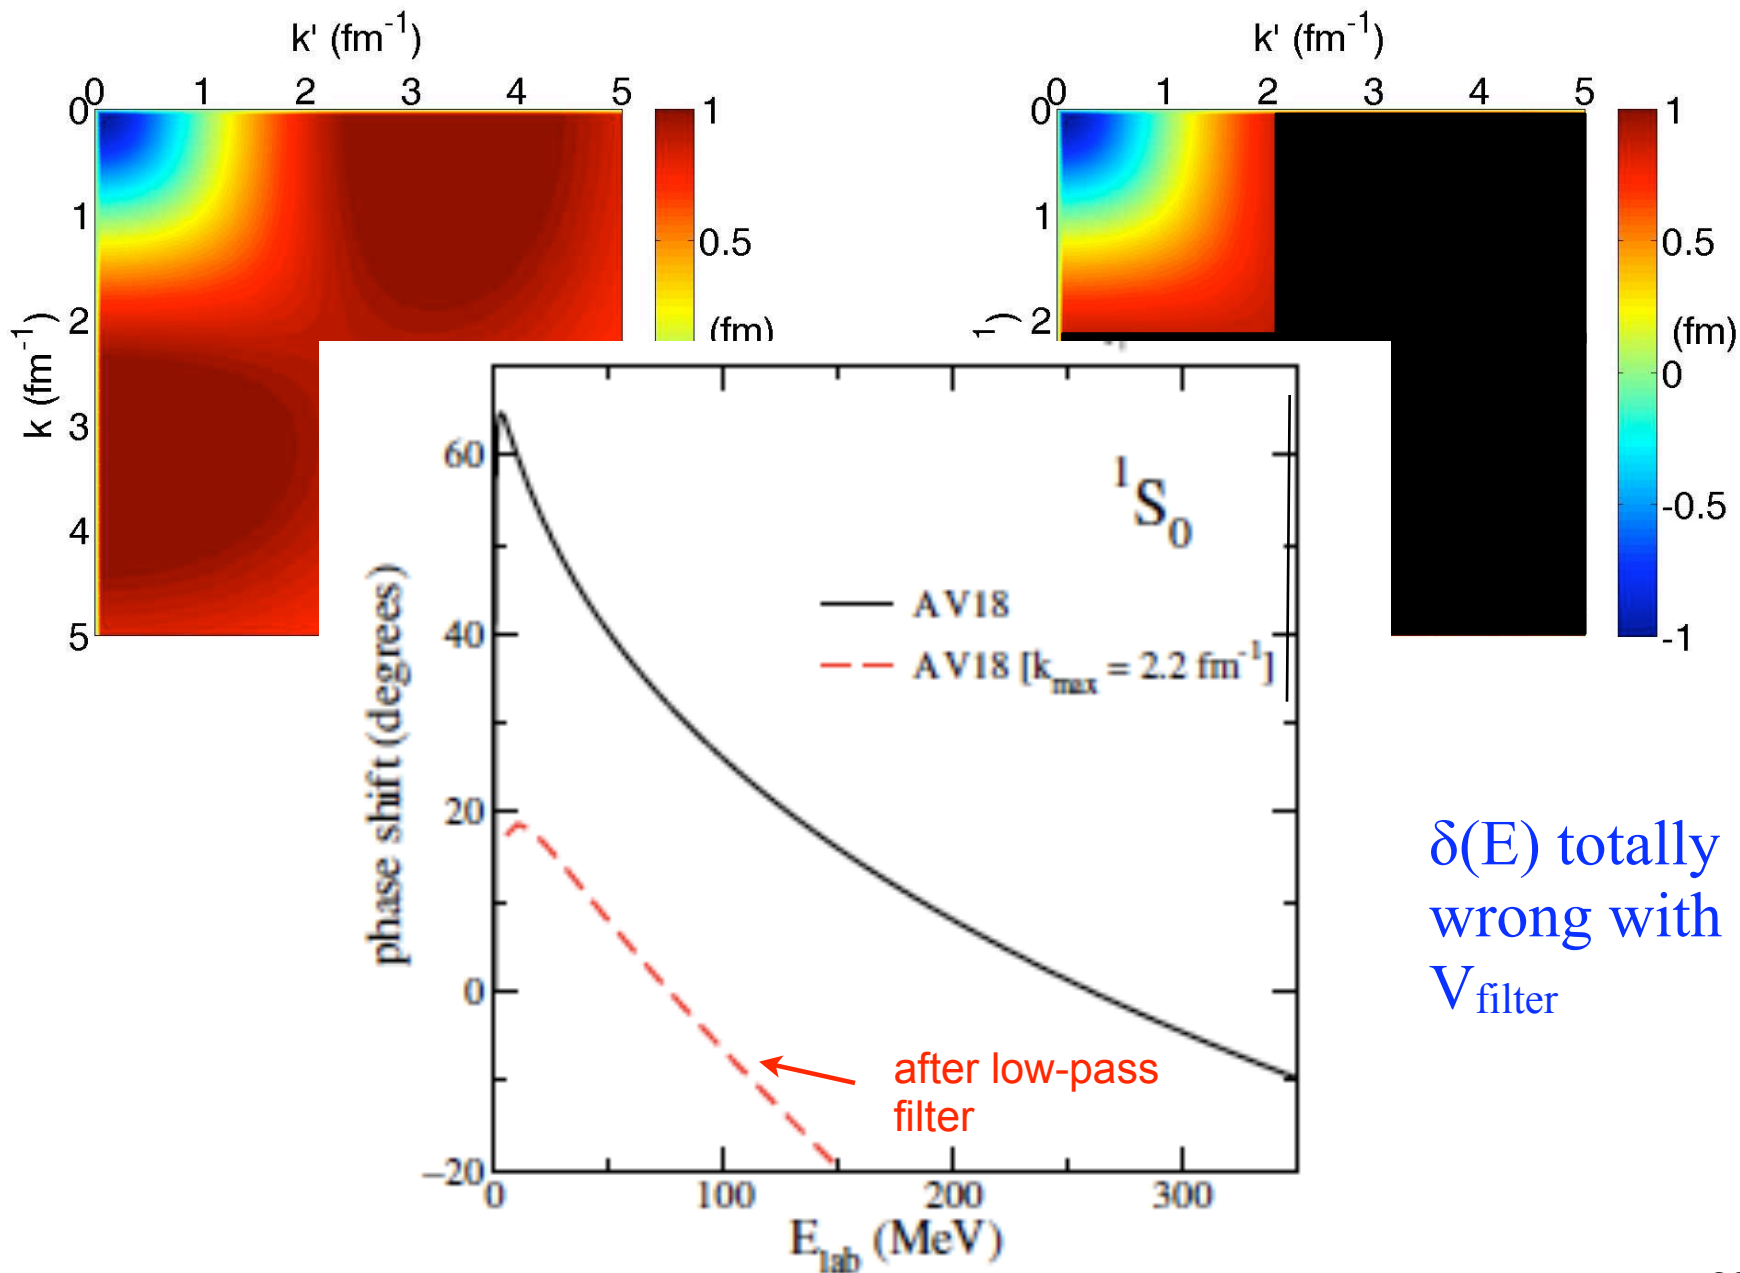 k' (fm⁻¹)
0 1 2 3 4 5
0
1
2
3
4
5
k (fm⁻¹)
1
0.5
(fm)
k' (fm⁻¹)
0 1 2 3 4 5
0
1
2
1)
1
0.5
(fm)
0
-0.5
-1
¹S₀
AV18
AV18 [kmax = 2.2 fm⁻¹]
phase shift (degrees)
60
40
20
0
−20
0 100 200 300
Elab (MeV)
after low-pass
filter
δ(E) totally
wrong with
Vfilter